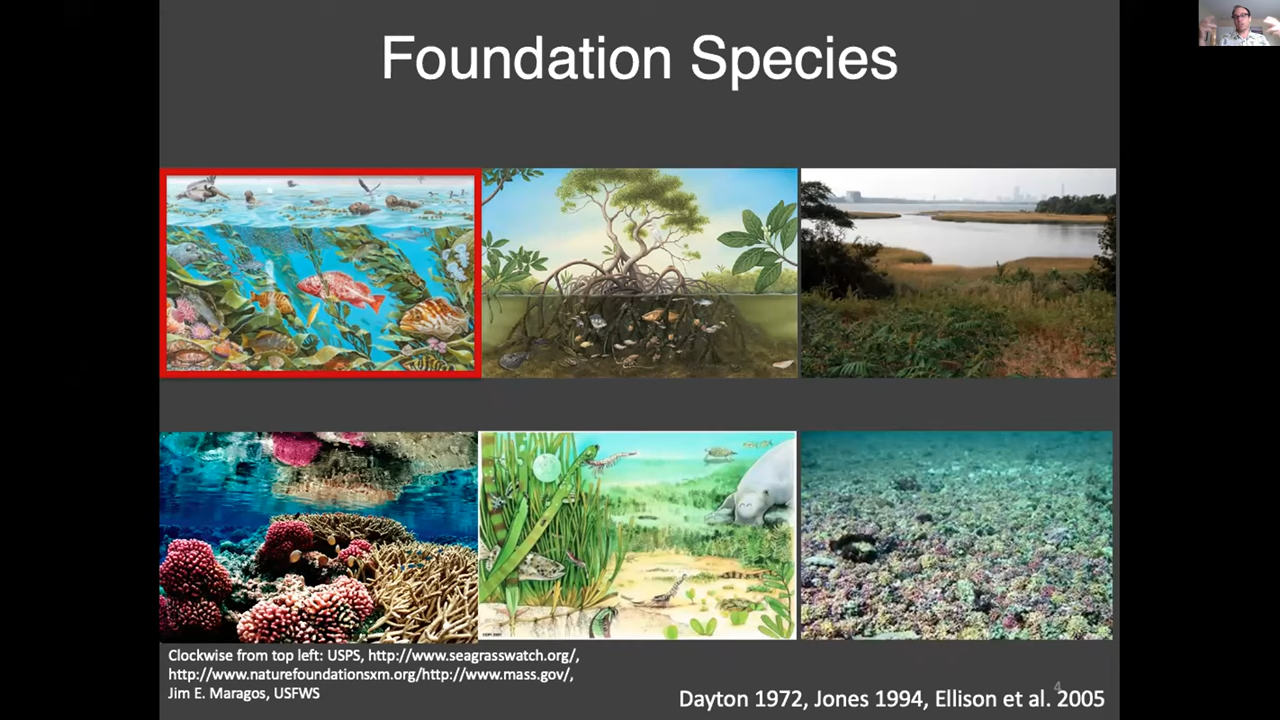 Foundation Species
Clockwise from top left: USPS, http://www.seagrasswatch.org/,
http://www.naturefoundationsxm.org/http://www.mass.gov/,
Jim E. Maragos, USFWS
4
Dayton 1972, Jones 1994, Ellison et al. 2005